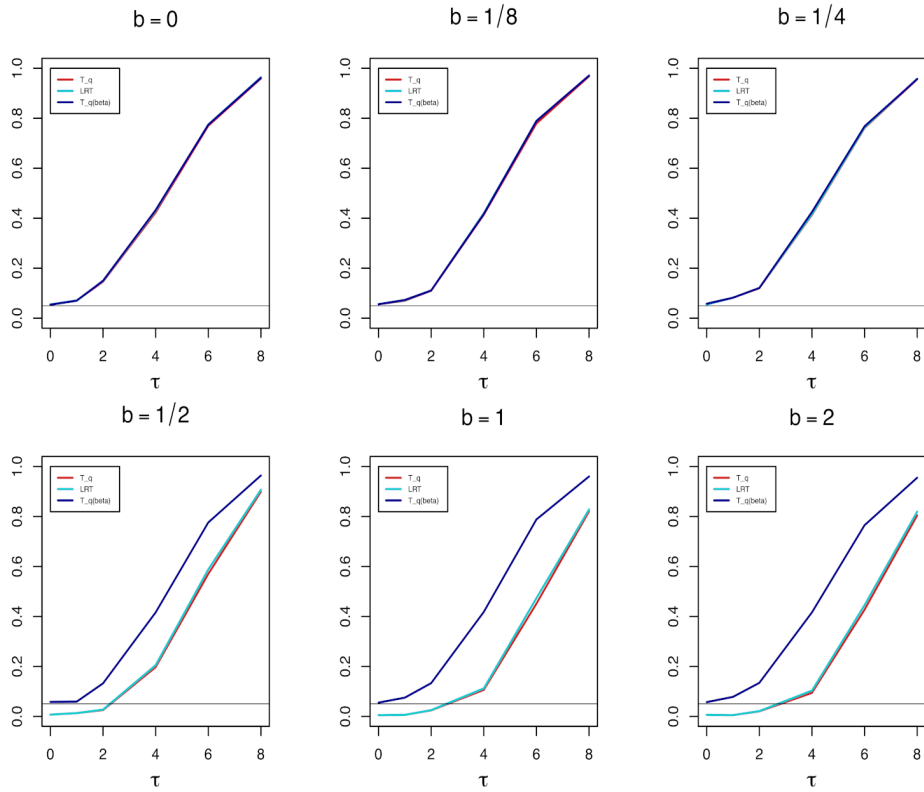 b = 0
1.0
0.8
0.6
0.4
0.2
0.0
T_q
LRT
T_q(beta)
0 2 4 6 8
τ
b = 1/8
1.0
0.8
0.6
0.4
0.2
0.0
T_q
LRT
T_q(beta)
0 2 4 6 8
τ
b = 1/4
1.0
0.8
0.6
0.4
0.2
0.0
T_q
LRT
T_q(beta)
0 2 4 6 8
τ
b = 1/2
1.0
0.8
0.6
0.4
0.2
0.0
T_q
LRT
T_q(beta)
0 2 4 6 8
τ
b = 1
1.0
0.8
0.6
0.4
0.2
0.0
T_q
LRT
T_q(beta)
0 2 4 6 8
τ
b = 2
1.0
0.8
0.6
0.4
0.2
0.0
T_q
LRT
T_q(beta)
0 2 4 6 8
τ